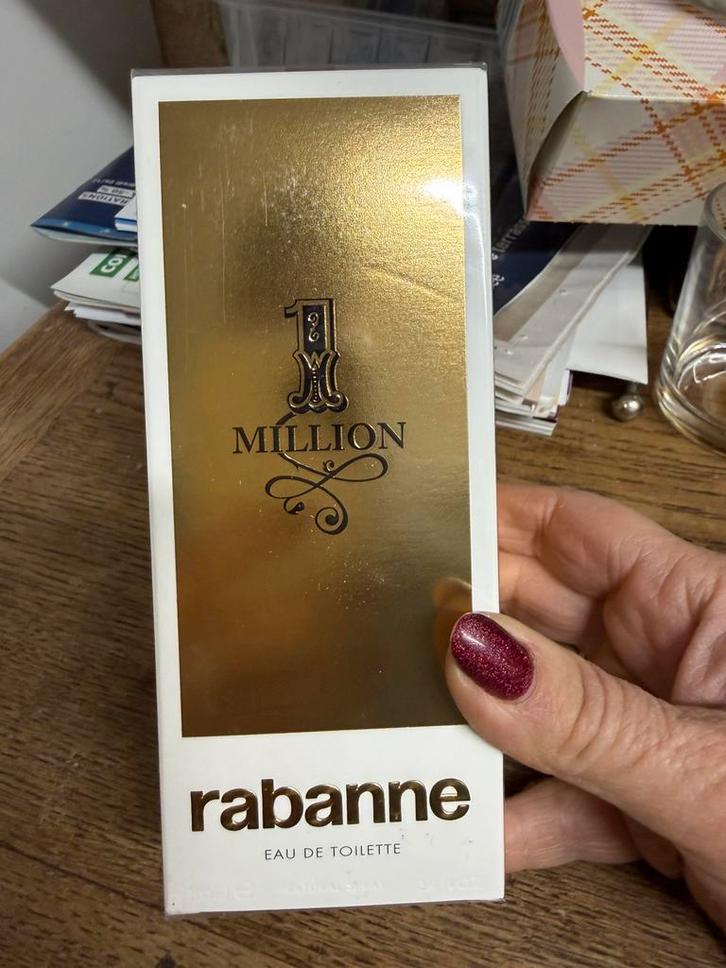 1
MILLION
rabanne
EAU DE TOILETTE